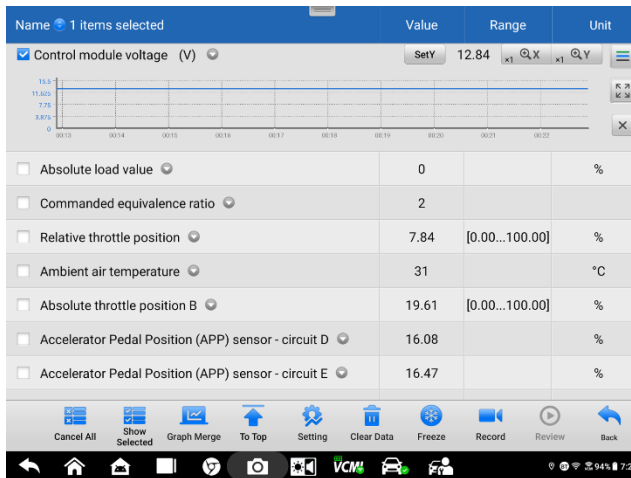 Name 1 items selected Value Range Unit
Control module voltage (V) SetY 12.84 x1 X x1 Y
15.5
11.625
7.75
3.875
0
00:13 00:14 00:15 00:16 00:17 00:18 00:19 00:20 00:21 00:22
Absolute load value 0 %
Commanded equivalence ratio 2
Relative throttle position 7.84 [0.00...100.00] %
Ambient air temperature 31 °C
Absolute throttle position B 19.61 [0.00...100.00] %
Accelerator Pedal Position (APP) sensor - circuit D 16.08 %
Accelerator Pedal Position (APP) sensor - circuit E 16.47 %
Cancel All Show Selected Graph Merge To Top Setting Clear Data Freeze Record Review Back
VCMI 94% 7:2